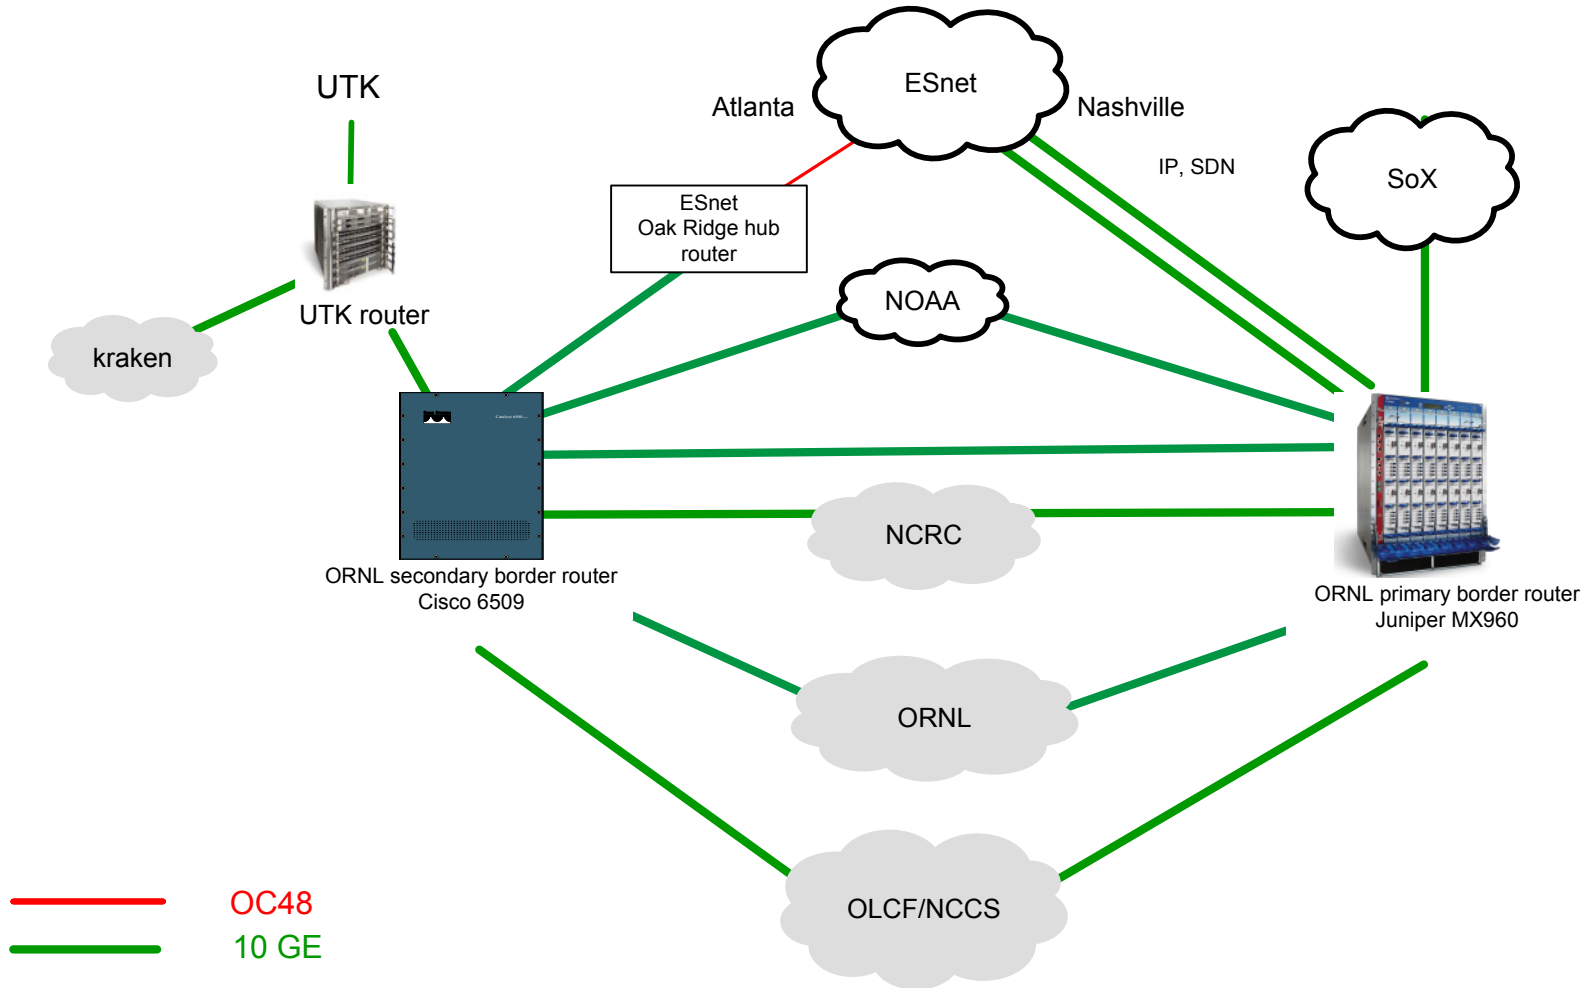 UTK
Atlanta
ESnet
Nashville
IP, SDN
SoX
ESnet
Oak Ridge hub
router
NOAA
UTK router
kraken
NCRC
ORNL secondary border router
Cisco 6509
ORNL primary border router
Juniper MX960
ORNL
OLCF/NCCS
OC48
10 GE